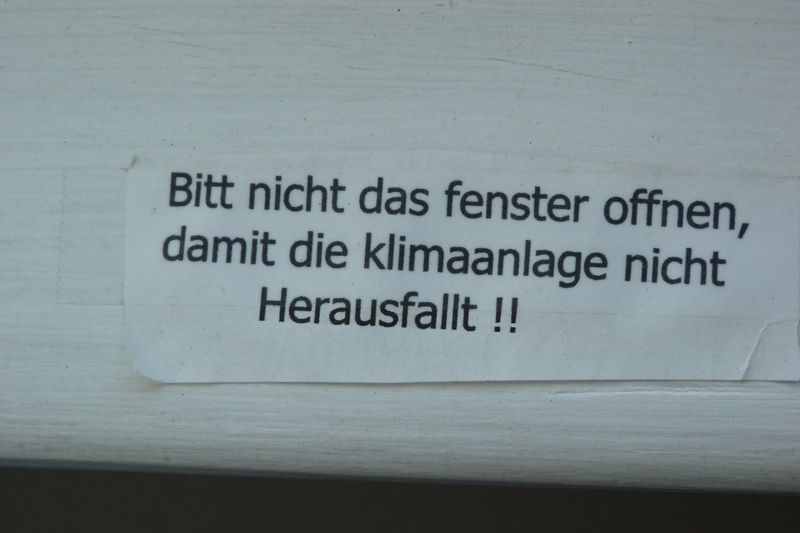 Bitt nicht das fenster offnen,
damit die klimaanlage nicht
Herausfallt !!